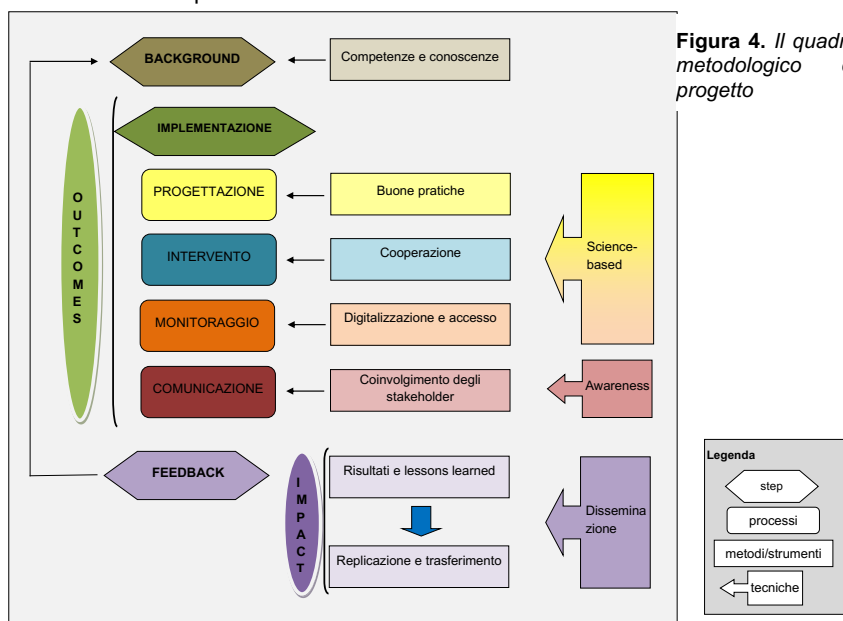 BACKGROUND
Competenze e conoscenze
Figura 4. Il
metodologico
progetto
IMPLEMENTAZIONE
OUTCOMES
PROGETTAZIONE
Buone pratiche
INTERVENTO
Cooperazione
Science-
based
MONITORAGGIO
Digitalizzazione e accesso
COMUNICAZIONE
Coinvolgimento degli
stakeholder
Awareness
FEEDBACK
IMPACT
Risultati e lessons learned
Replicazione e trasferimento
Dissemina
zione
Legenda
step
processi
metodi/strumenti
tecniche